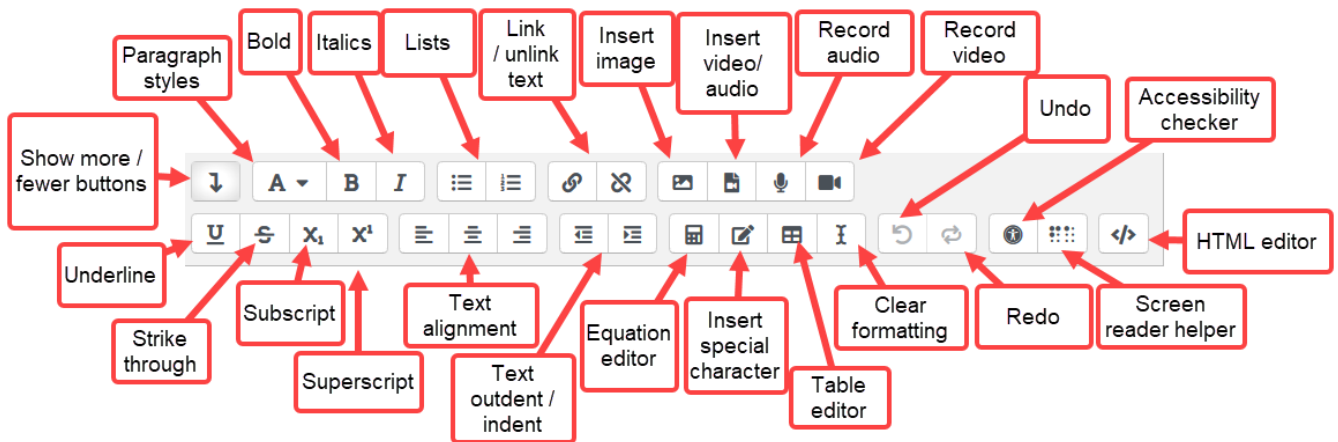 Paragraph
styles
Bold
Italics
Lists
Link
/ unlink
text
Insert
image
Insert
video/
audio
Record
audio
Record
video
Undo
Accessibility
checker
Show more /
fewer buttons
A
B
I
U
S
X₁
X¹
</>
HTML editor
Underline
Strike
through
Subscript
Superscript
Text
alignment
Text
outdent /
indent
Equation
editor
Insert
special
character
Table
editor
Clear
formatting
Redo
Screen
reader helper